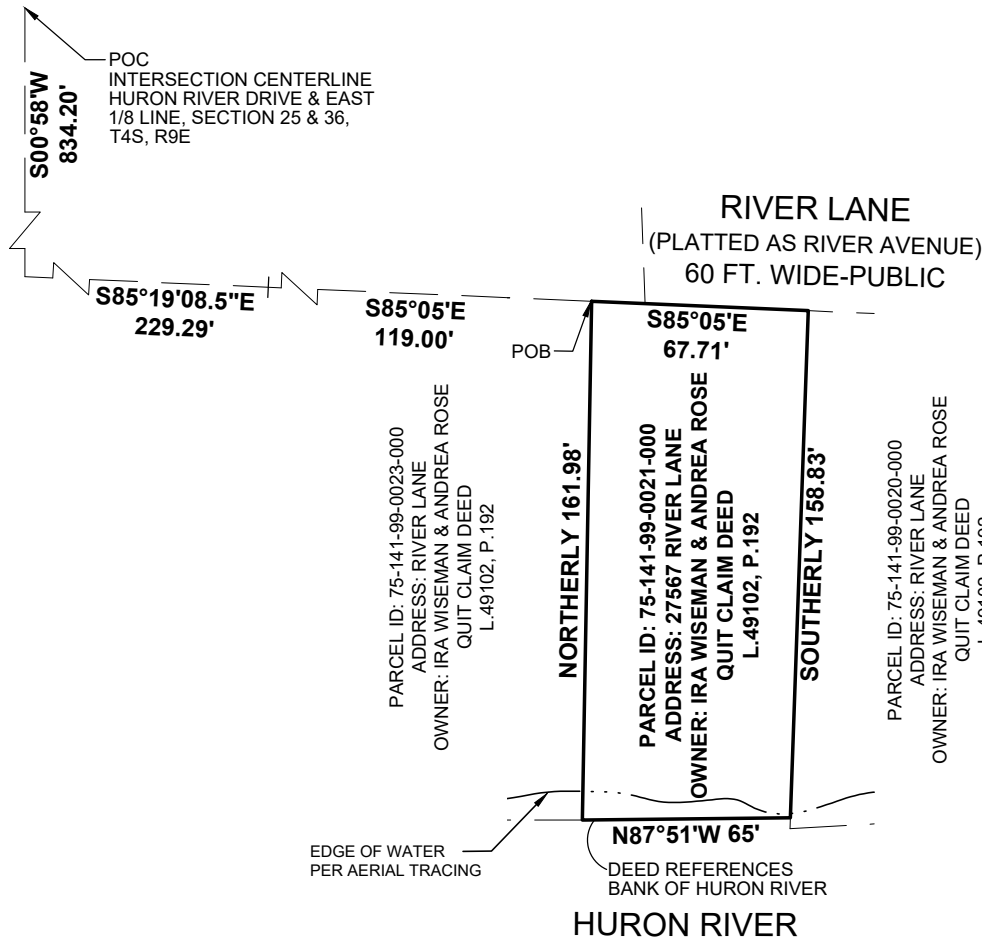 POC
INTERSECTION CENTERLINE
HURON RIVER DRIVE & EAST
1/8 LINE, SECTION 25 & 36,
T4S, R9E
S00°58'W
834.20'
RIVER LANE
(PLATTED AS RIVER AVENUE)
60 FT. WIDE-PUBLIC
S85°19'08.5"E
229.29'
S85°05'E
119.00'
POB
S85°05'E
67.71'
PARCEL ID: 75-141-99-0023-000
ADDRESS: RIVER LANE
OWNER: IRA WISEMAN & ANDREA ROSE
QUIT CLAIM DEED
L.49102, P.192
NORTHERLY 161.98'
PARCEL ID: 75-141-99-0021-000
ADDRESS: 27567 RIVER LANE
OWNER: IRA WISEMAN & ANDREA ROSE
QUIT CLAIM DEED
L.49102, P.192
SOUTHERLY 158.83'
PARCEL ID: 75-141-99-0020-000
ADDRESS: RIVER LANE
OWNER: IRA WISEMAN & ANDREA ROSE
QUIT CLAIM DEED
L.49102, P.192
N87°51'W 65'
EDGE OF WATER
PER AERIAL TRACING
DEED REFERENCES
BANK OF HURON RIVER
HURON RIVER